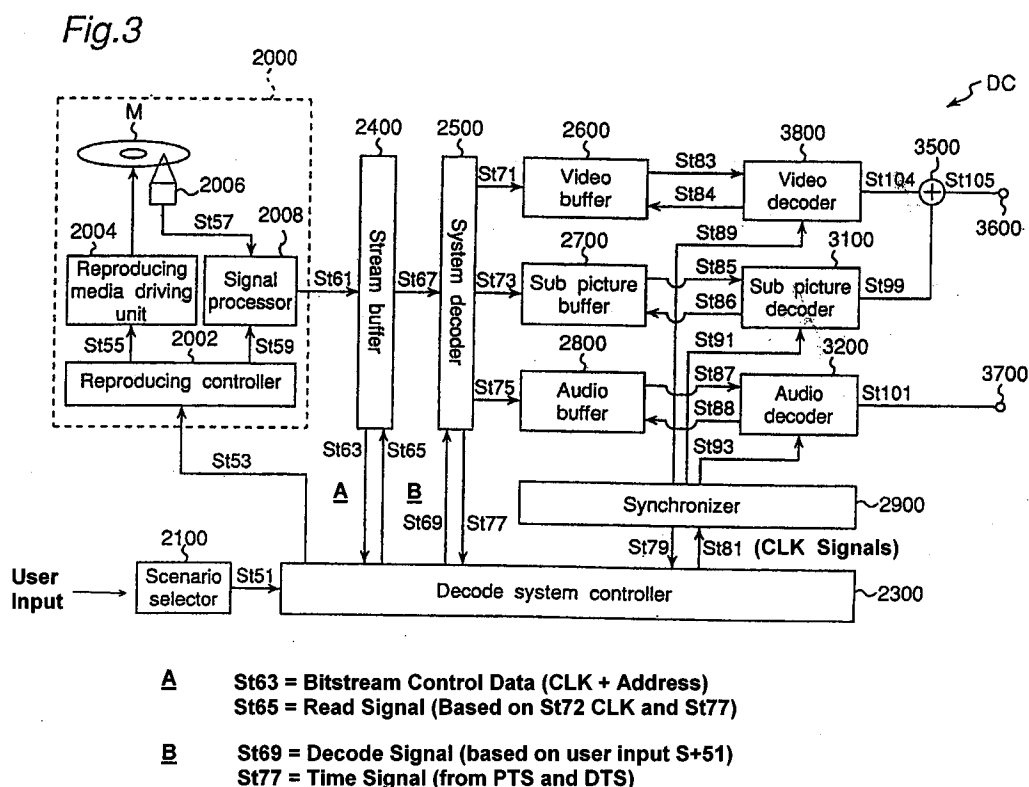 Fig.3
2000
DC
M
2400
2500
2600
3800
3500
St71
St83
St104
St105
Video buffer
Video decoder
2006
St84
3600
St57
2008
St89
2004
2700
3100
Reproducing media driving unit
Signal processor
St61
Stream buffer
St67
System decoder
St73
Sub picture buffer
St85
St86
Sub picture decoder
St99
St55
2002
St59
2800
St91
3200
Reproducing controller
St75
Audio buffer
St87
St88
Audio decoder
St101
3700
St53
St63
St65
St93
A
B
Synchronizer
2900
St69
St77
St79
St81
(CLK Signals)
2100
User Input
Scenario selector
St51
Decode system controller
2300
A
St63 = Bitstream Control Data (CLK + Address)
St65 = Read Signal (Based on St72 CLK and St77)
B
St69 = Decode Signal (based on user input S+51)
St77 = Time Signal (from PTS and DTS)